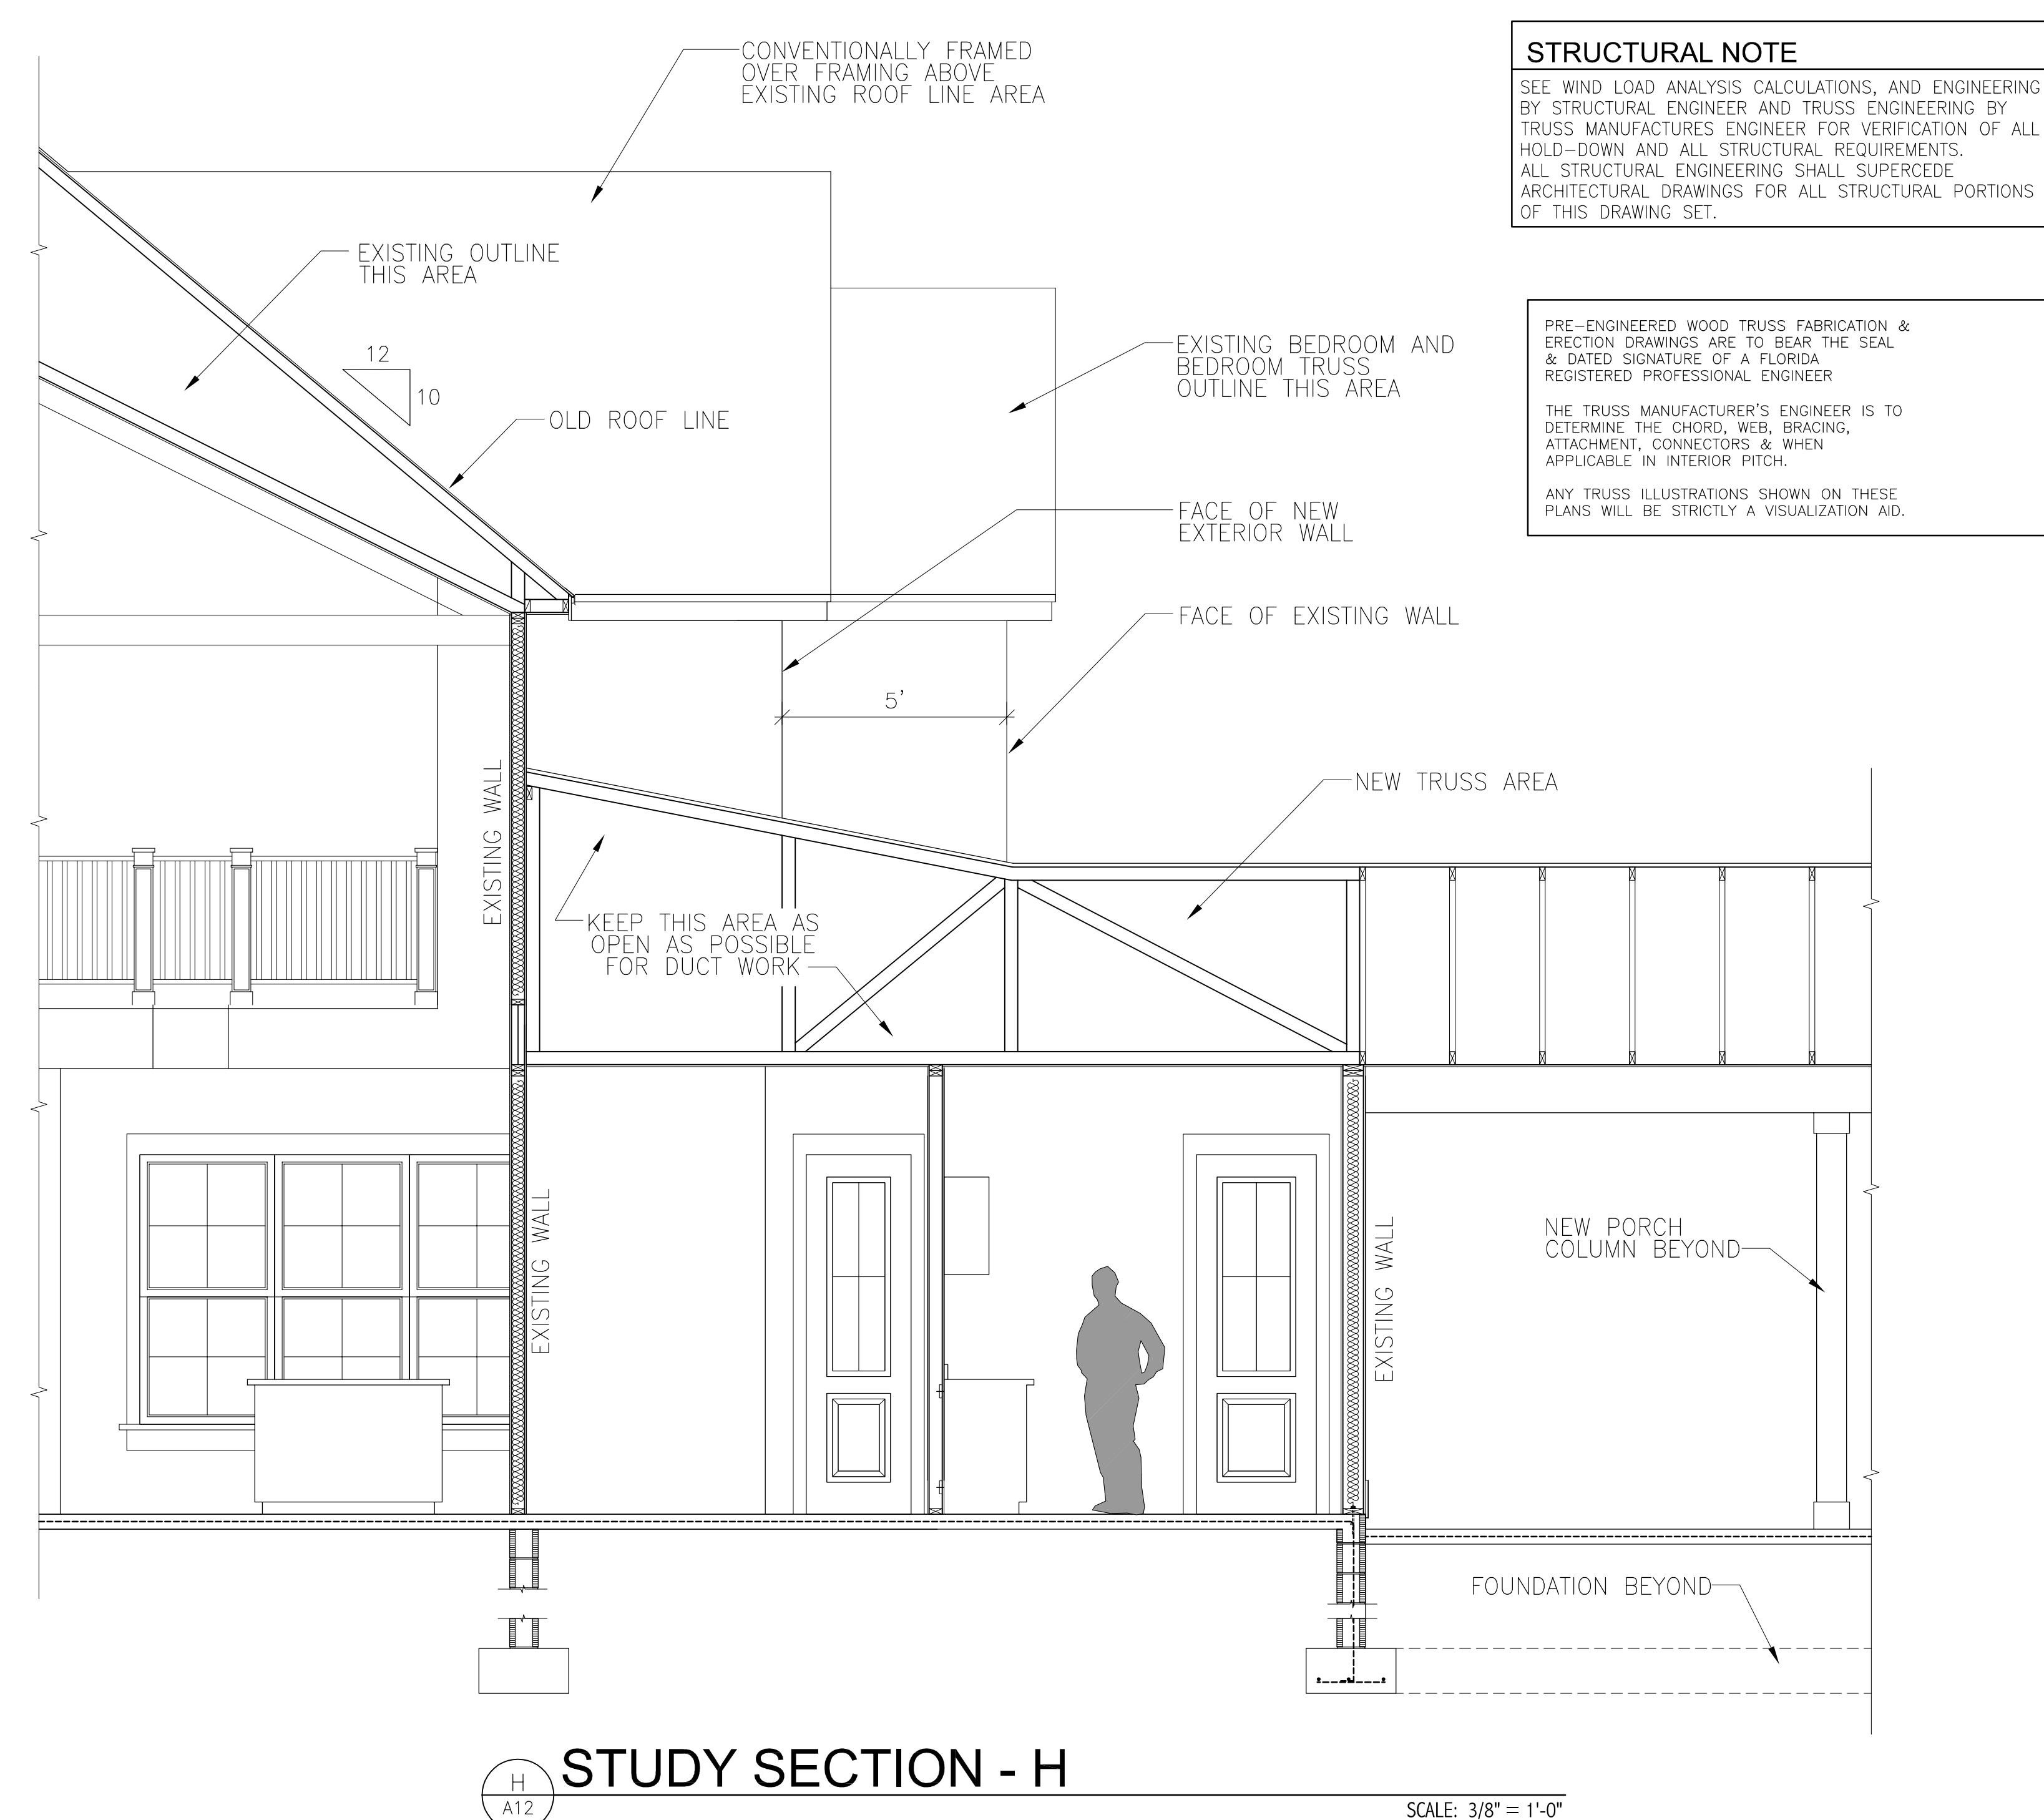 STRUCTURAL NOTE
SEE WIND LOAD ANALYSIS CALCULATIONS, AND ENGINEERING
BY STRUCTURAL ENGINEER AND TRUSS ENGINEERING BY
TRUSS MANUFACTURES ENGINEER FOR VERIFICATION OF ALL
HOLD-DOWN AND ALL STRUCTURAL REQUIREMENTS.
ALL STRUCTURAL ENGINEERING SHALL SUPERCEDE
ARCHITECTURAL DRAWINGS FOR ALL STRUCTURAL PORTIONS
OF THIS DRAWING SET.
PRE-ENGINEERED WOOD TRUSS FABRICATION &
ERECTION DRAWINGS ARE TO BEAR THE SEAL
& DATED SIGNATURE OF A FLORIDA
REGISTERED PROFESSIONAL ENGINEER
THE TRUSS MANUFACTURER'S ENGINEER IS TO
DETERMINE THE CHORD, WEB, BRACING,
ATTACHMENT, CONNECTORS & WHEN
APPLICABLE IN INTERIOR PITCH.
ANY TRUSS ILLUSTRATIONS SHOWN ON THESE
PLANS WILL BE STRICTLY A VISUALIZATION AID.
CONVENTIONALLY FRAMED
OVER FRAMING ABOVE
EXISTING ROOF LINE AREA
EXISTING OUTLINE
THIS AREA
12
10
OLD ROOF LINE
EXISTING BEDROOM AND
BEDROOM TRUSS
OUTLINE THIS AREA
FACE OF NEW
EXTERIOR WALL
FACE OF EXISTING WALL
5'
NEW TRUSS AREA
EXISTING WALL
KEEP THIS AREA AS
OPEN AS POSSIBLE
FOR DUCT WORK
EXISTING WALL
EXISTING WALL
NEW PORCH
COLUMN BEYOND
FOUNDATION BEYOND
H
A12
STUDY SECTION - H
SCALE: 3/8" = 1'-0"